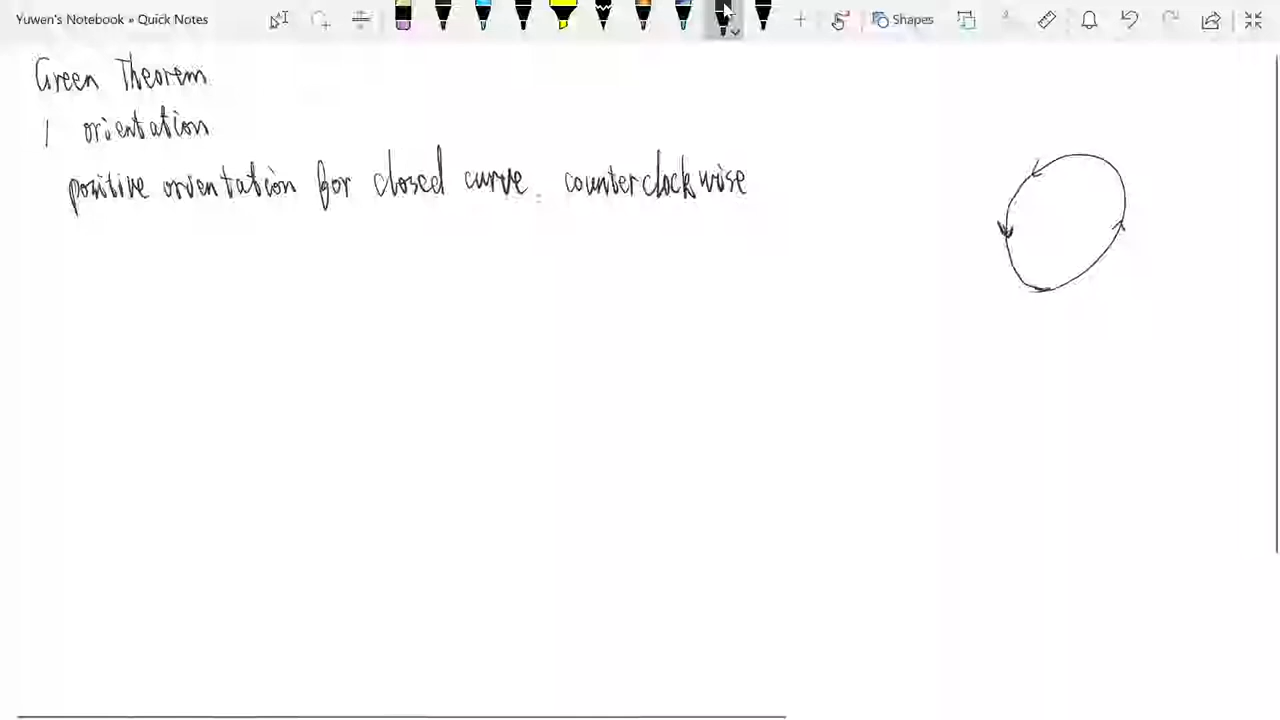 Yuwen's Notebook » Quick Notes
Shapes
Green Theorem
1 orientation
positive orientation for closed curve. counterclockwise